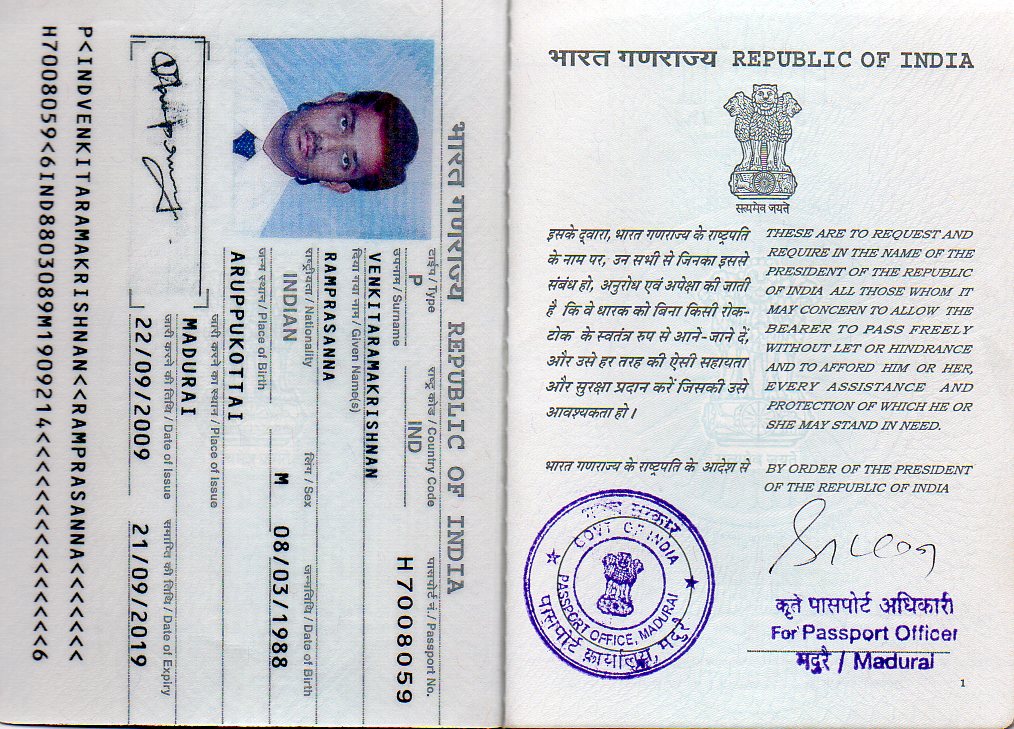 भारत गणराज्य REPUBLIC OF INDIA
टाईप / Type
राष्ट्र कोड / Country Code
पासपोर्ट नं. / Passport No.
P
IND
H7008059
उपनाम / Surname
VENKITARAMAKRISHNAN
दिया गया नाम / Given Name(s)
RAMPRASANNA
राष्ट्रीयता / Nationality
लिंग / Sex
जन्मतिथि / Date of Birth
INDIAN
M
08/03/1988
जन्म स्थान / Place of Birth
ARUPPUKOTTAI
जारी करने का स्थान / Place of Issue
MADURAI
जारी करने की तिथि / Date of Issue
समाप्ति की तिथि / Date of Expiry
22/09/2009
21/09/2019
P<INDVENKITARAMAKRISHNAN<<RAMPRASANNA<<<<<<<
H7008059<6IND8803089M1909214<<<<<<<<<<<<<<<6
भारत गणराज्य REPUBLIC OF INDIA
सत्यमेव जयते
इसके द्वारा, भारत गणराज्य के राष्ट्रपति
के नाम पर, उन सभी से जिनका इससे
संबंध हो, अनुरोध एवं अपेक्षा की जाती
है कि वे धारक को बिना किसी रोक-
टोक के स्वतंत्र रुप से आने-जाने दें,
और उसे हर तरह की ऐसी सहायता
और सुरक्षा प्रदान करें जिसकी उसे
आवश्यकता हो ।
THESE ARE TO REQUEST AND
REQUIRE IN THE NAME OF THE
PRESIDENT OF THE REPUBLIC
OF INDIA ALL THOSE WHOM IT
MAY CONCERN TO ALLOW THE
BEARER TO PASS FREELY
WITHOUT LET OR HINDRANCE
AND TO AFFORD HIM OR HER,
EVERY ASSISTANCE AND
PROTECTION OF WHICH HE OR
SHE MAY STAND IN NEED.
भारत गणराज्य के राष्ट्रपति के आदेश से
BY ORDER OF THE PRESIDENT
OF THE REPUBLIC OF INDIA
सरकार
GOVT OF INDIA
PASSPORT OFFICE, MADURAI
पासपोर्ट कार्यालय, मदुरै
कृते पासपोर्ट अधिकारी
For Passport Officer
मदुरै / Madurai
1